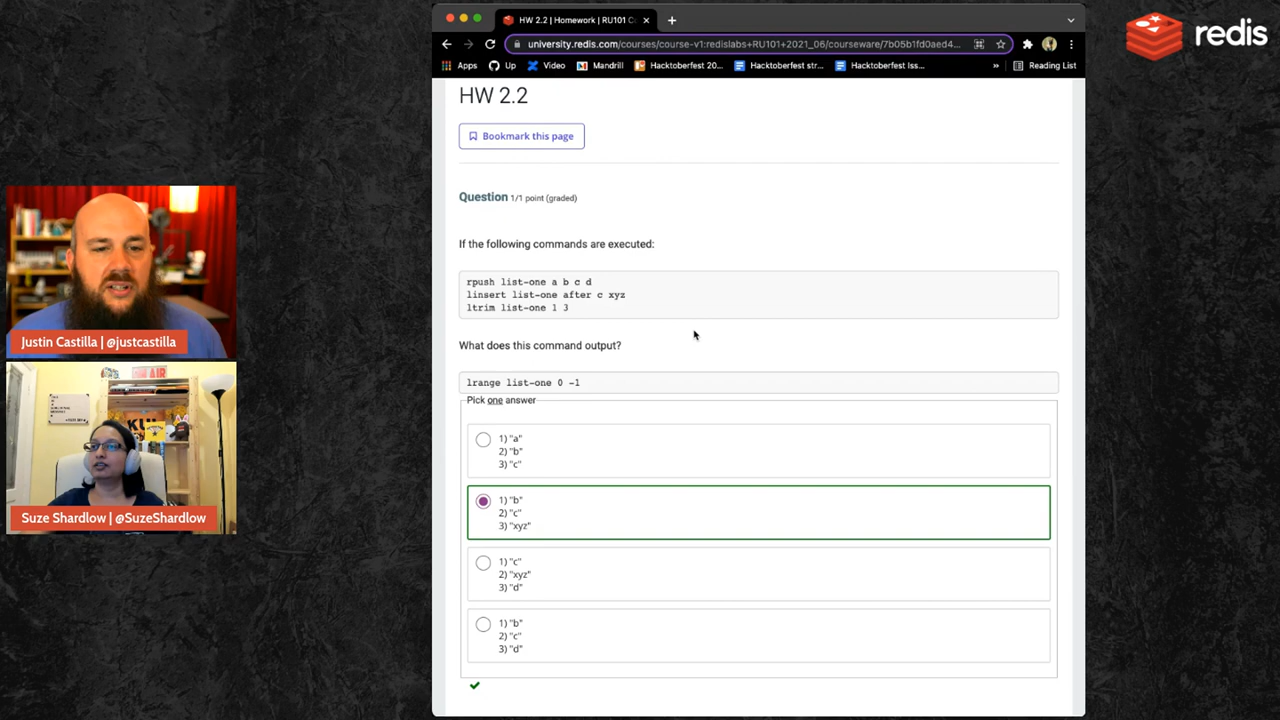 HW 2.2 | Homework | RU101 C
redis
university.redis.com/courses/course-v1:redislabs+RU101+2021_06/courseware/7b05b1fd0aed4...
Apps Up Video Mandrill Hacktoberfest 20... Hacktoberfest str... Hacktoberfest Iss... » Reading List
HW 2.2
Bookmark this page
Question 1/1 point (graded)
If the following commands are executed:
rpush list-one a b c d
linsert list-one after c xyz
ltrim list-one 1 3
What does this command output?
lrange list-one 0 -1
Pick one answer
1) "a"
2) "b"
3) "c"
1) "b"
2) "c"
3) "xyz"
1) "c"
2) "xyz"
3) "d"
1) "b"
2) "c"
3) "d"
Justin Castilla | @justcastilla
ON AIR
Suze Shardlow | @SuzeShardlow